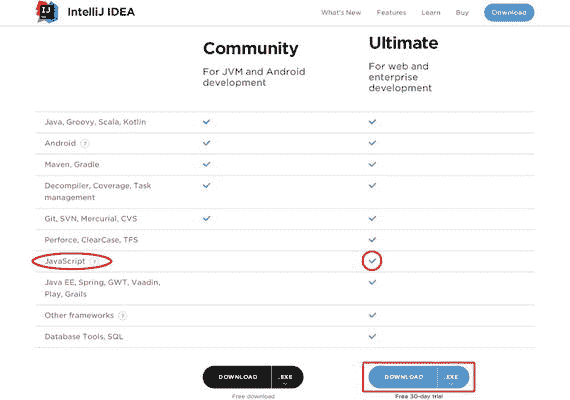 IJ IntelliJ IDEA What's New Features Learn Buy Download
Community Ultimate
For JVM and Android
development
For web and
enterprise
development
Java, Groovy, Scala, Kotlin
Android ?
Maven, Gradle
Decompiler, Coverage, Task
management
Git, SVN, Mercurial, CVS
Perforce, ClearCase, TFS
JavaScript ?
Java EE, Spring, GWT, Vaadin,
Play, Grails
Other frameworks ?
Database Tools, SQL
DOWNLOAD .EXE DOWNLOAD .EXE
Free download Free 30-day trial